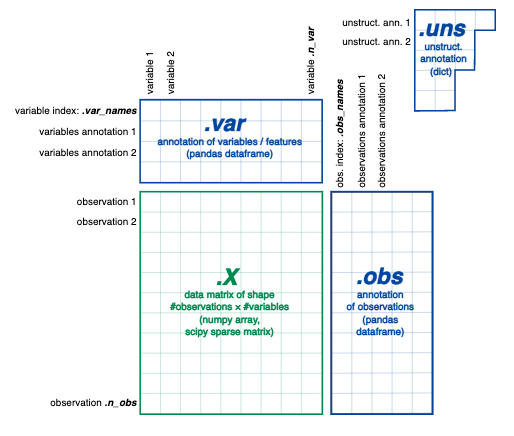 unstruct. ann. 1
unstruct. ann. 2
.uns
unstruct.
annotation
(dict)
variable 1
variable 2
variable .n_var
obs. index: .obs_names
observations annotation 1
observations annotation 2
variable index: .var_names
variables annotation 1
variables annotation 2
.var
annotation of variables / features
(pandas dataframe)
observation 1
observation 2
observation .n_obs
.X
data matrix of shape
#observations × #variables
(numpy array,
scipy sparse matrix)
.obs
annotation
of observations
(pandas
dataframe)